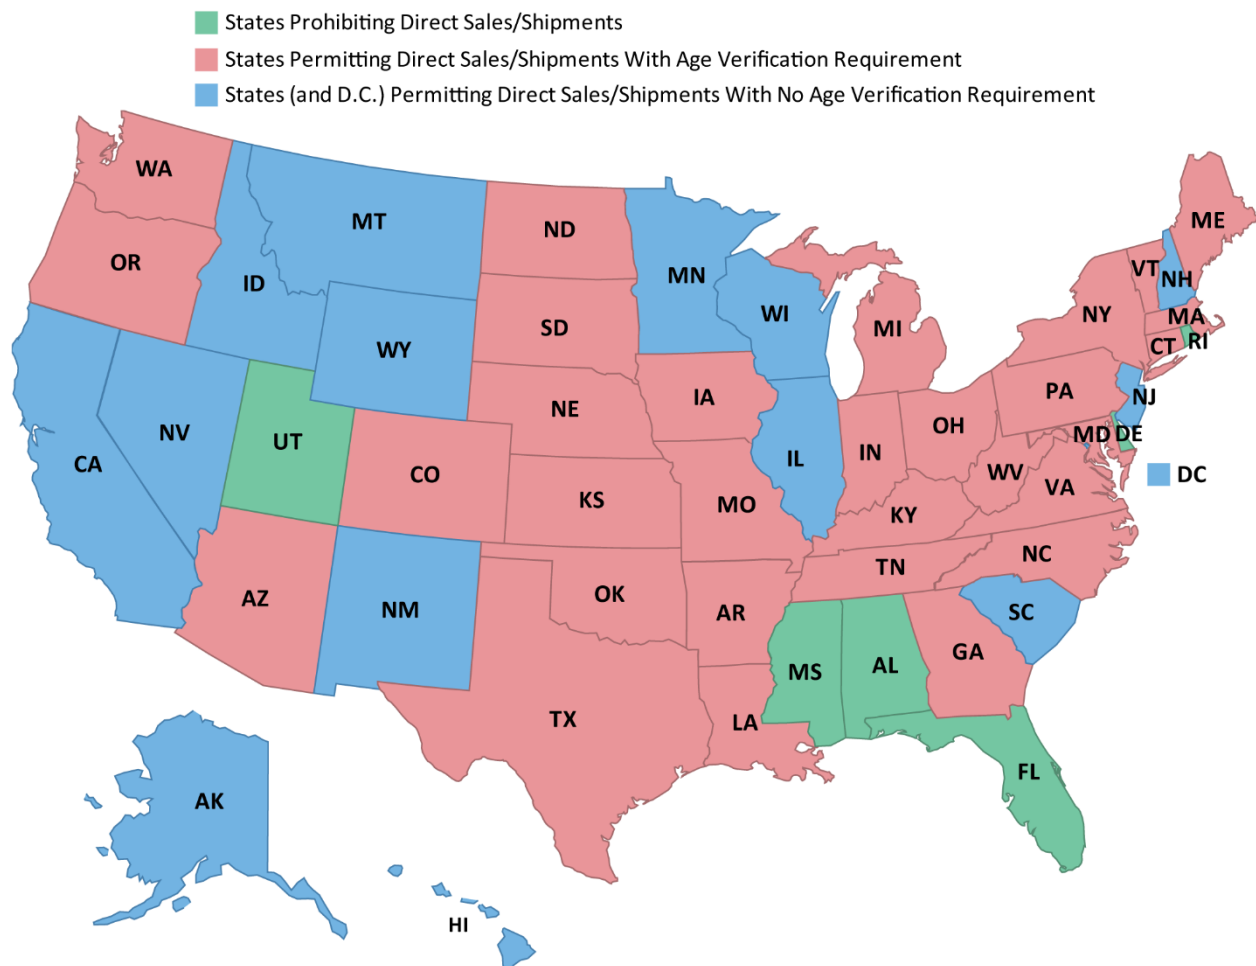 States Prohibiting Direct Sales/Shipments
States Permitting Direct Sales/Shipments With Age Verification Requirement
States (and D.C.) Permitting Direct Sales/Shipments With No Age Verification Requirement
WA
MT
ND
ME
OR
ID
MN
VT
NH
WI
NY
MA
SD
MI
RI
CT
WY
PA
NJ
IA
NE
OH
MD
DE
NV
UT
IN
CA
IL
WV
DC
CO
VA
KS
MO
KY
NC
TN
AZ
OK
NM
AR
SC
GA
MS
AL
TX
LA
FL
AK
HI